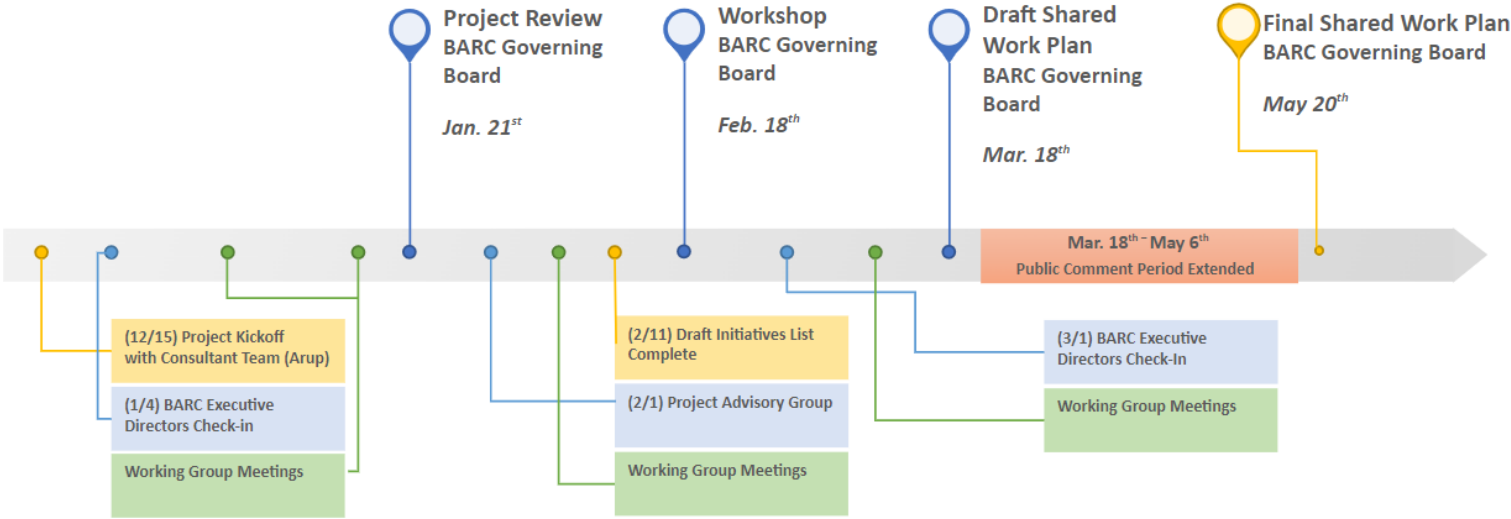 Project Review
BARC Governing
Board
Jan. 21st
Workshop
BARC Governing
Board
Feb. 18th
Draft Shared
Work Plan
BARC Governing
Board
Mar. 18th
Final Shared Work Plan
BARC Governing Board
May 20th
Mar. 18th – May 6th
Public Comment Period Extended
(12/15) Project Kickoff
with Consultant Team (Arup)
(1/4) BARC Executive
Directors Check-in
Working Group Meetings
(2/11) Draft Initiatives List
Complete
(2/1) Project Advisory Group
Working Group Meetings
(3/1) BARC Executive
Directors Check-In
Working Group Meetings